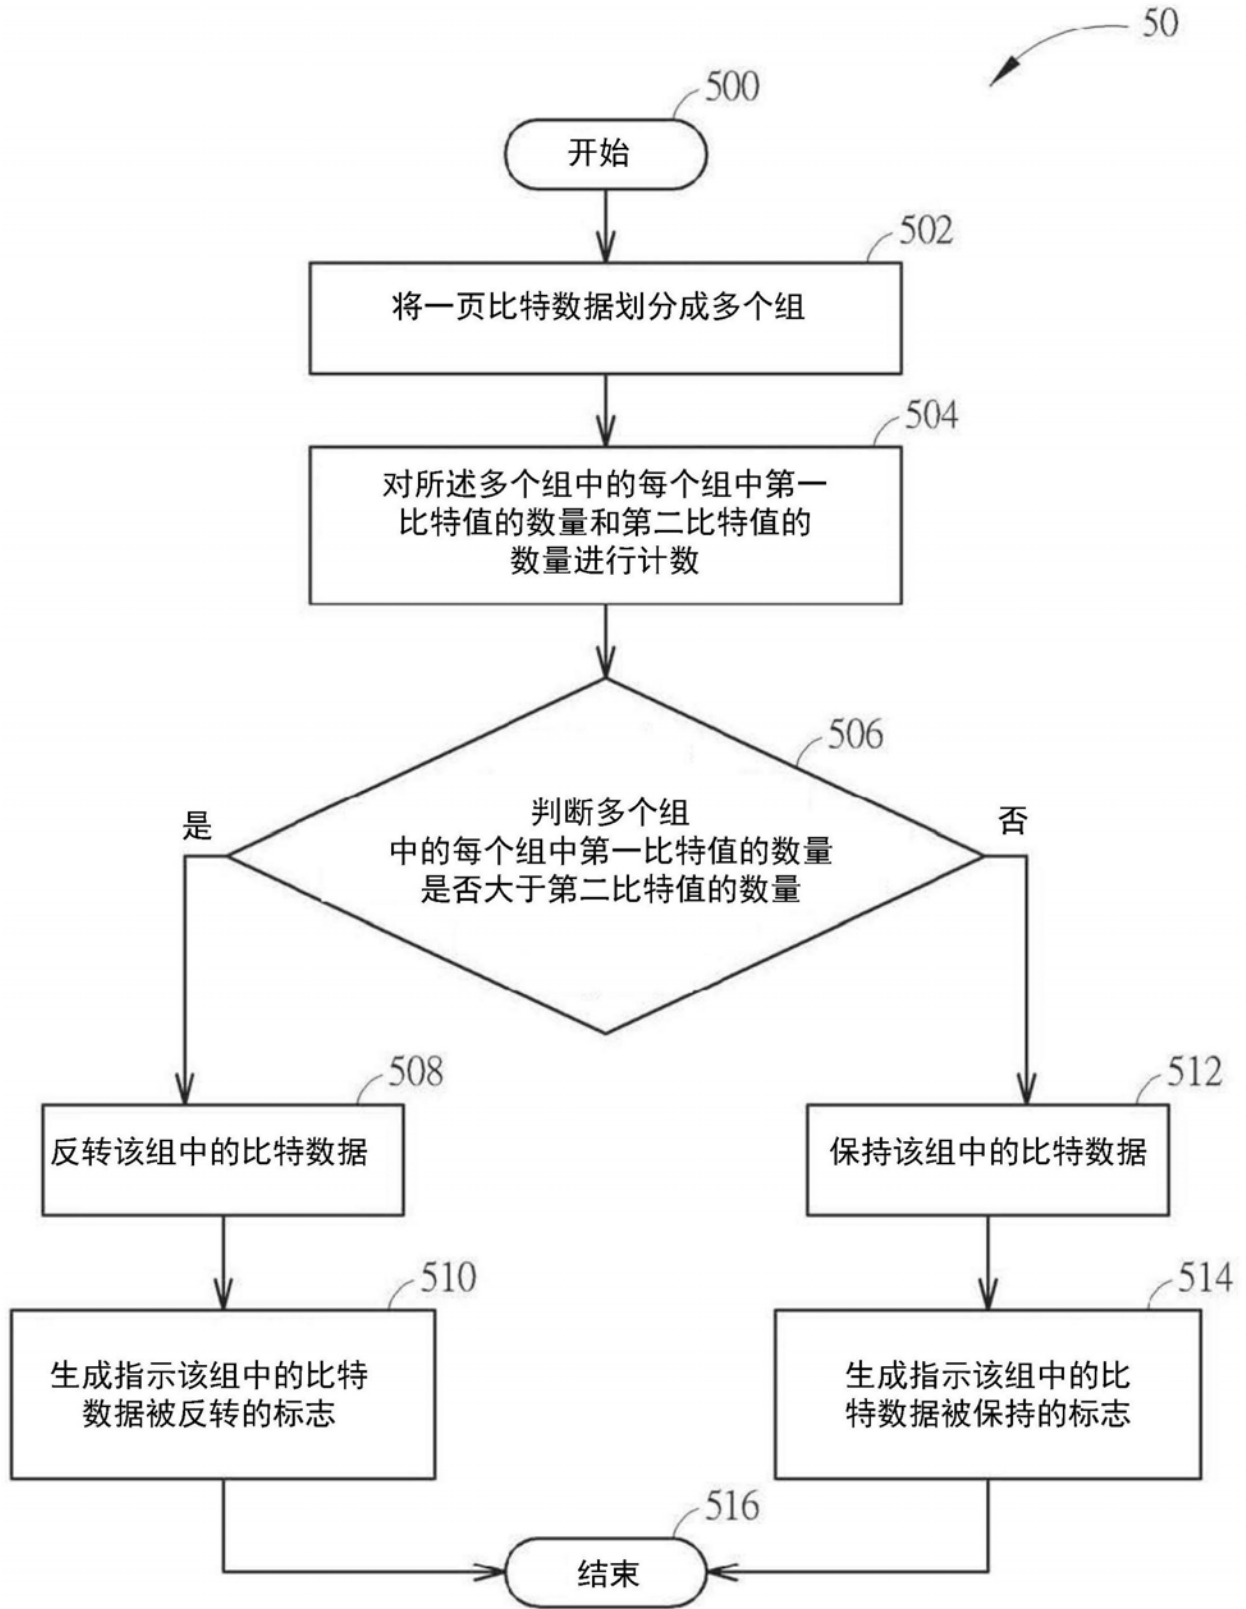 50
500
开始
502
将一页比特数据划分成多个组
504
对所述多个组中的每个组中第一
比特值的数量和第二比特值的
数量进行计数
506
判断多个组
中的每个组中第一比特值的数量
是否大于第二比特值的数量
是
否
508
反转该组中的比特数据
512
保持该组中的比特数据
510
生成指示该组中的比特
数据被反转的标志
514
生成指示该组中的比
特数据被保持的标志
516
结束